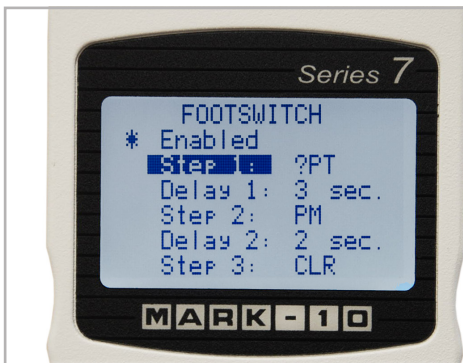 Series 7
FOOTSWITCH
* Enabled
Step 1: ?PT
Delay 1: 3 sec.
Step 2: PM
Delay 2: 2 sec.
Step 3: CLR
MARK-10